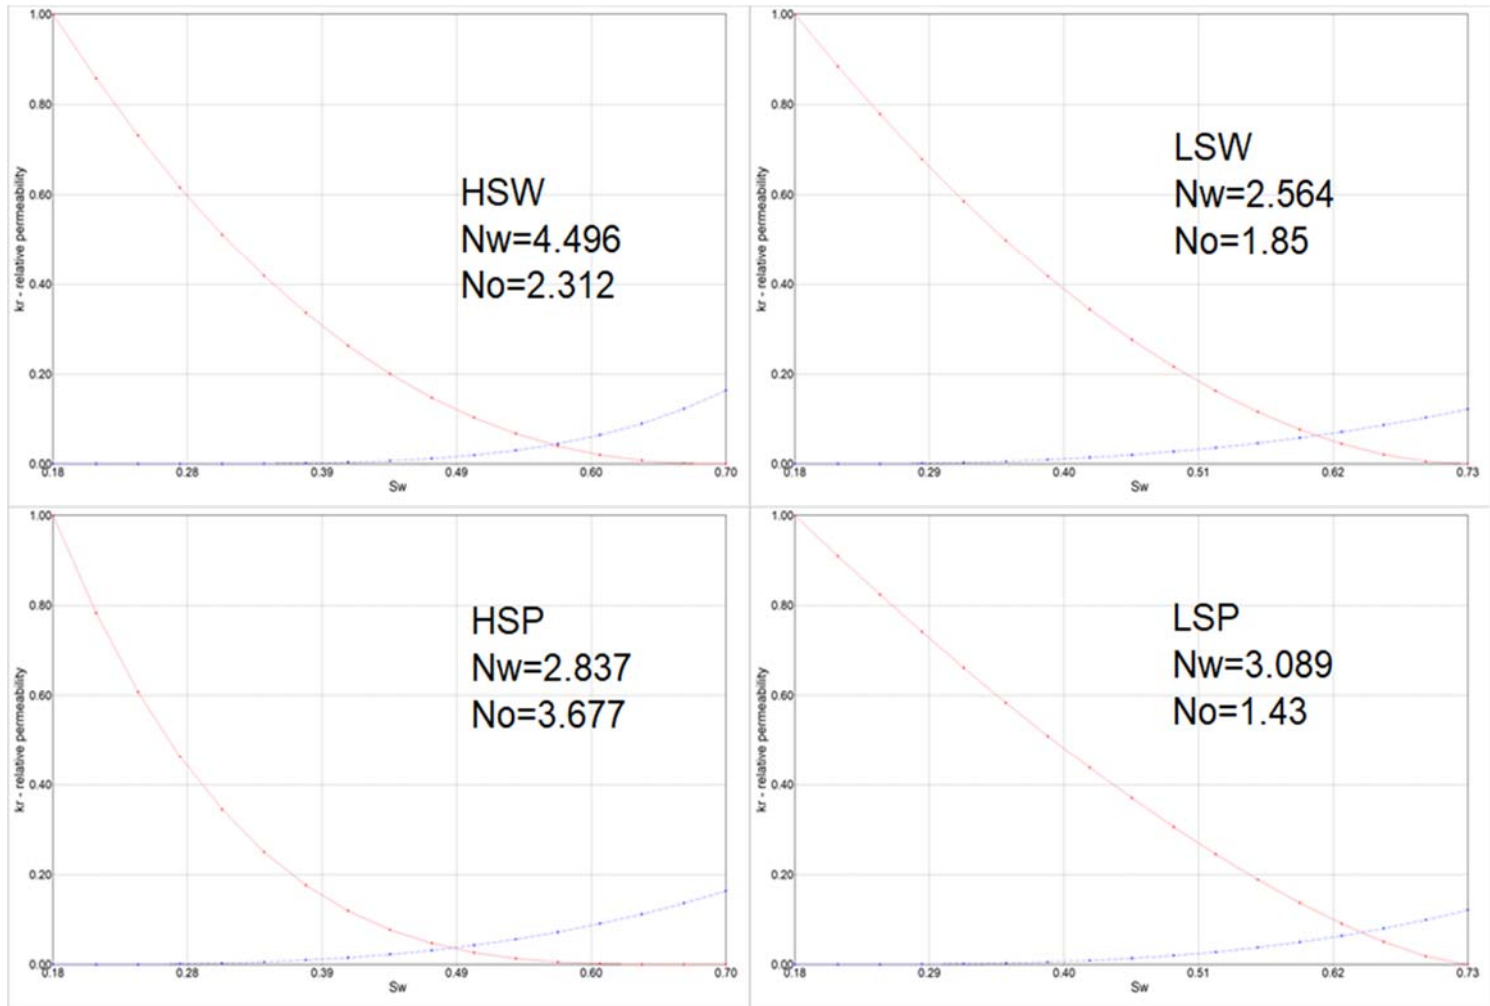 1.00
0.80
0.60
0.40
0.20
0.00
kr - relative permeability
HSW
Nw=4.496
No=2.312
0.18 0.28 0.39 0.49 0.60 0.70
Sw
1.00
0.80
0.60
0.40
0.20
0.00
kr - relative permeability
LSW
Nw=2.564
No=1.85
0.18 0.29 0.40 0.51 0.62 0.73
Sw
1.00
0.80
0.60
0.40
0.20
0.00
kr - relative permeability
HSP
Nw=2.837
No=3.677
0.18 0.28 0.39 0.49 0.60 0.70
Sw
1.00
0.80
0.60
0.40
0.20
0.00
kr - relative permeability
LSP
Nw=3.089
No=1.43
0.18 0.29 0.40 0.51 0.62 0.73
Sw